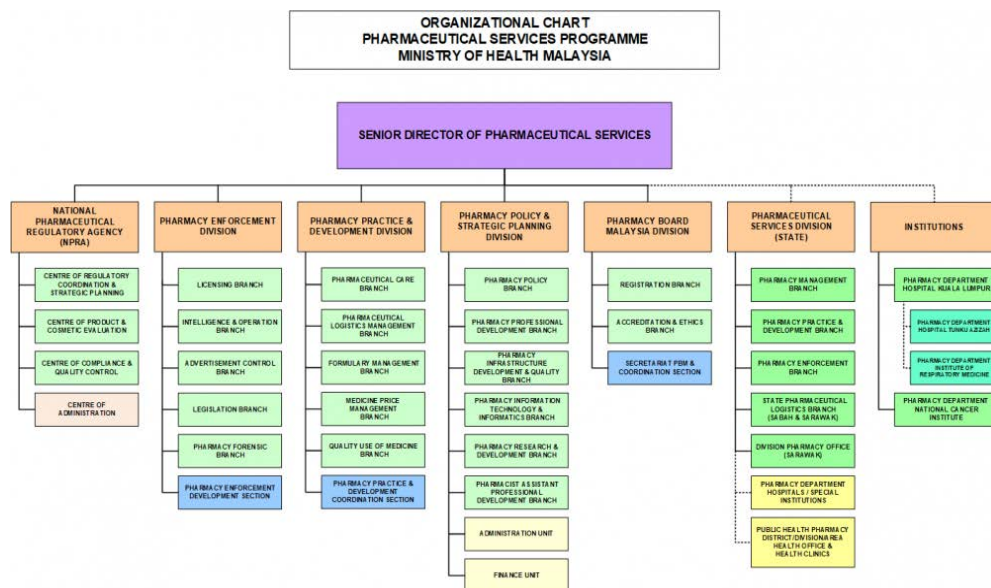 ORGANIZATIONAL CHART
PHARMACEUTICAL SERVICES PROGRAMME
MINISTRY OF HEALTH MALAYSIA
SENIOR DIRECTOR OF PHARMACEUTICAL SERVICES
NATIONAL
PHARMACEUTICAL
REGULATORY AGENCY
(NPRA)
CENTRE OF REGULATORY
COORDINATION &
STRATEGIC PLANNING
CENTRE OF PRODUCT &
COSMETIC EVALUATION
CENTRE OF COMPLIANCE &
QUALITY CONTROL
CENTRE OF
ADMINISTRATION
PHARMACY ENFORCEMENT
DIVISION
LICENSING BRANCH
INTELLIGENCE & OPERATION
BRANCH
ADVERTISEMENT CONTROL
BRANCH
LEGISLATION BRANCH
PHARMACY FORENSIC
BRANCH
PHARMACY ENFORCEMENT
DEVELOPMENT SECTION
PHARMACY PRACTICE &
DEVELOPMENT DIVISION
PHARMACEUTICAL CARE
BRANCH
PHARMACEUTICAL
LOGISTICS MANAGEMENT
BRANCH
FORMULARY MANAGEMENT
BRANCH
MEDICINE PRICE
MANAGEMENT
BRANCH
QUALITY USE OF MEDICINE
BRANCH
PHARMACY PRACTICE &
DEVELOPMENT
COORDINATION SECTION
PHARMACY POLICY &
STRATEGIC PLANNING
DIVISION
PHARMACY POLICY
BRANCH
PHARMACY PROFESSIONAL
DEVELOPMENT BRANCH
PHARMACY
INFRASTRUCTURE
DEVELOPMENT & QUALITY
BRANCH
PHARMACY INFORMATION
TECHNOLOGY &
INFORMATICS BRANCH
PHARMACY RESEARCH &
DEVELOPMENT BRANCH
PHARMACIST ASSISTANT
PROFESSIONAL
DEVELOPMENT BRANCH
ADMINISTRATION UNIT
FINANCE UNIT
PHARMACY BOARD
MALAYSIA DIVISION
REGISTRATION BRANCH
ACCREDITATION & ETHICS
BRANCH
SECRETARIAT PBM &
COORDINATION SECTION
PHARMACEUTICAL
SERVICES DIVISION
(STATE)
PHARMACY MANAGEMENT
BRANCH
PHARMACY PRACTICE &
DEVELOPMENT BRANCH
PHARMACY ENFORCEMENT
BRANCH
STATE PHARMACEUTICAL
LOGISTICS BRANCH
(SABAH & SARAWAK)
DIVISION PHARMACY OFFICE
(SARAWAK)
PHARMACY DEPARTMENT
HOSPITALS / SPECIAL
INSTITUTIONS
PUBLIC HEALTH PHARMACY
DISTRICT/DIVISION/AREA
HEALTH OFFICE &
HEALTH CLINICS
INSTITUTIONS
PHARMACY DEPARTMENT
HOSPITAL KUALA LUMPUR
PHARMACY DEPARTMENT
HOSPITAL TUNKU AZIZAH
PHARMACY DEPARTMENT
INSTITUTE OF
RESPIRATORY MEDICINE
PHARMACY DEPARTMENT
NATIONAL CANCER
INSTITUTE